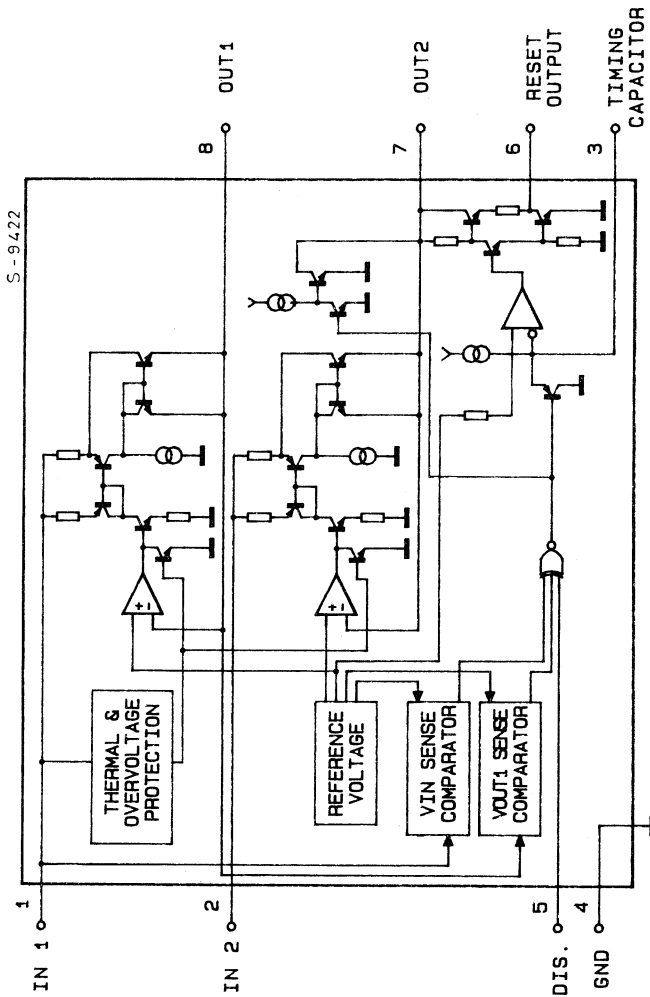 S-9422
IN 1
1
8
OUT1
THERMAL &
OVERVOLTAGE
PROTECTION
+
-
IN 2
2
7
OUT2
REFERENCE
VOLTAGE
+
-
VIN SENSE
COMPARATOR
VOUT1 SENSE
COMPARATOR
6
RESET
OUTPUT
DIS.
5
3
TIMING
CAPACITOR
GND
4